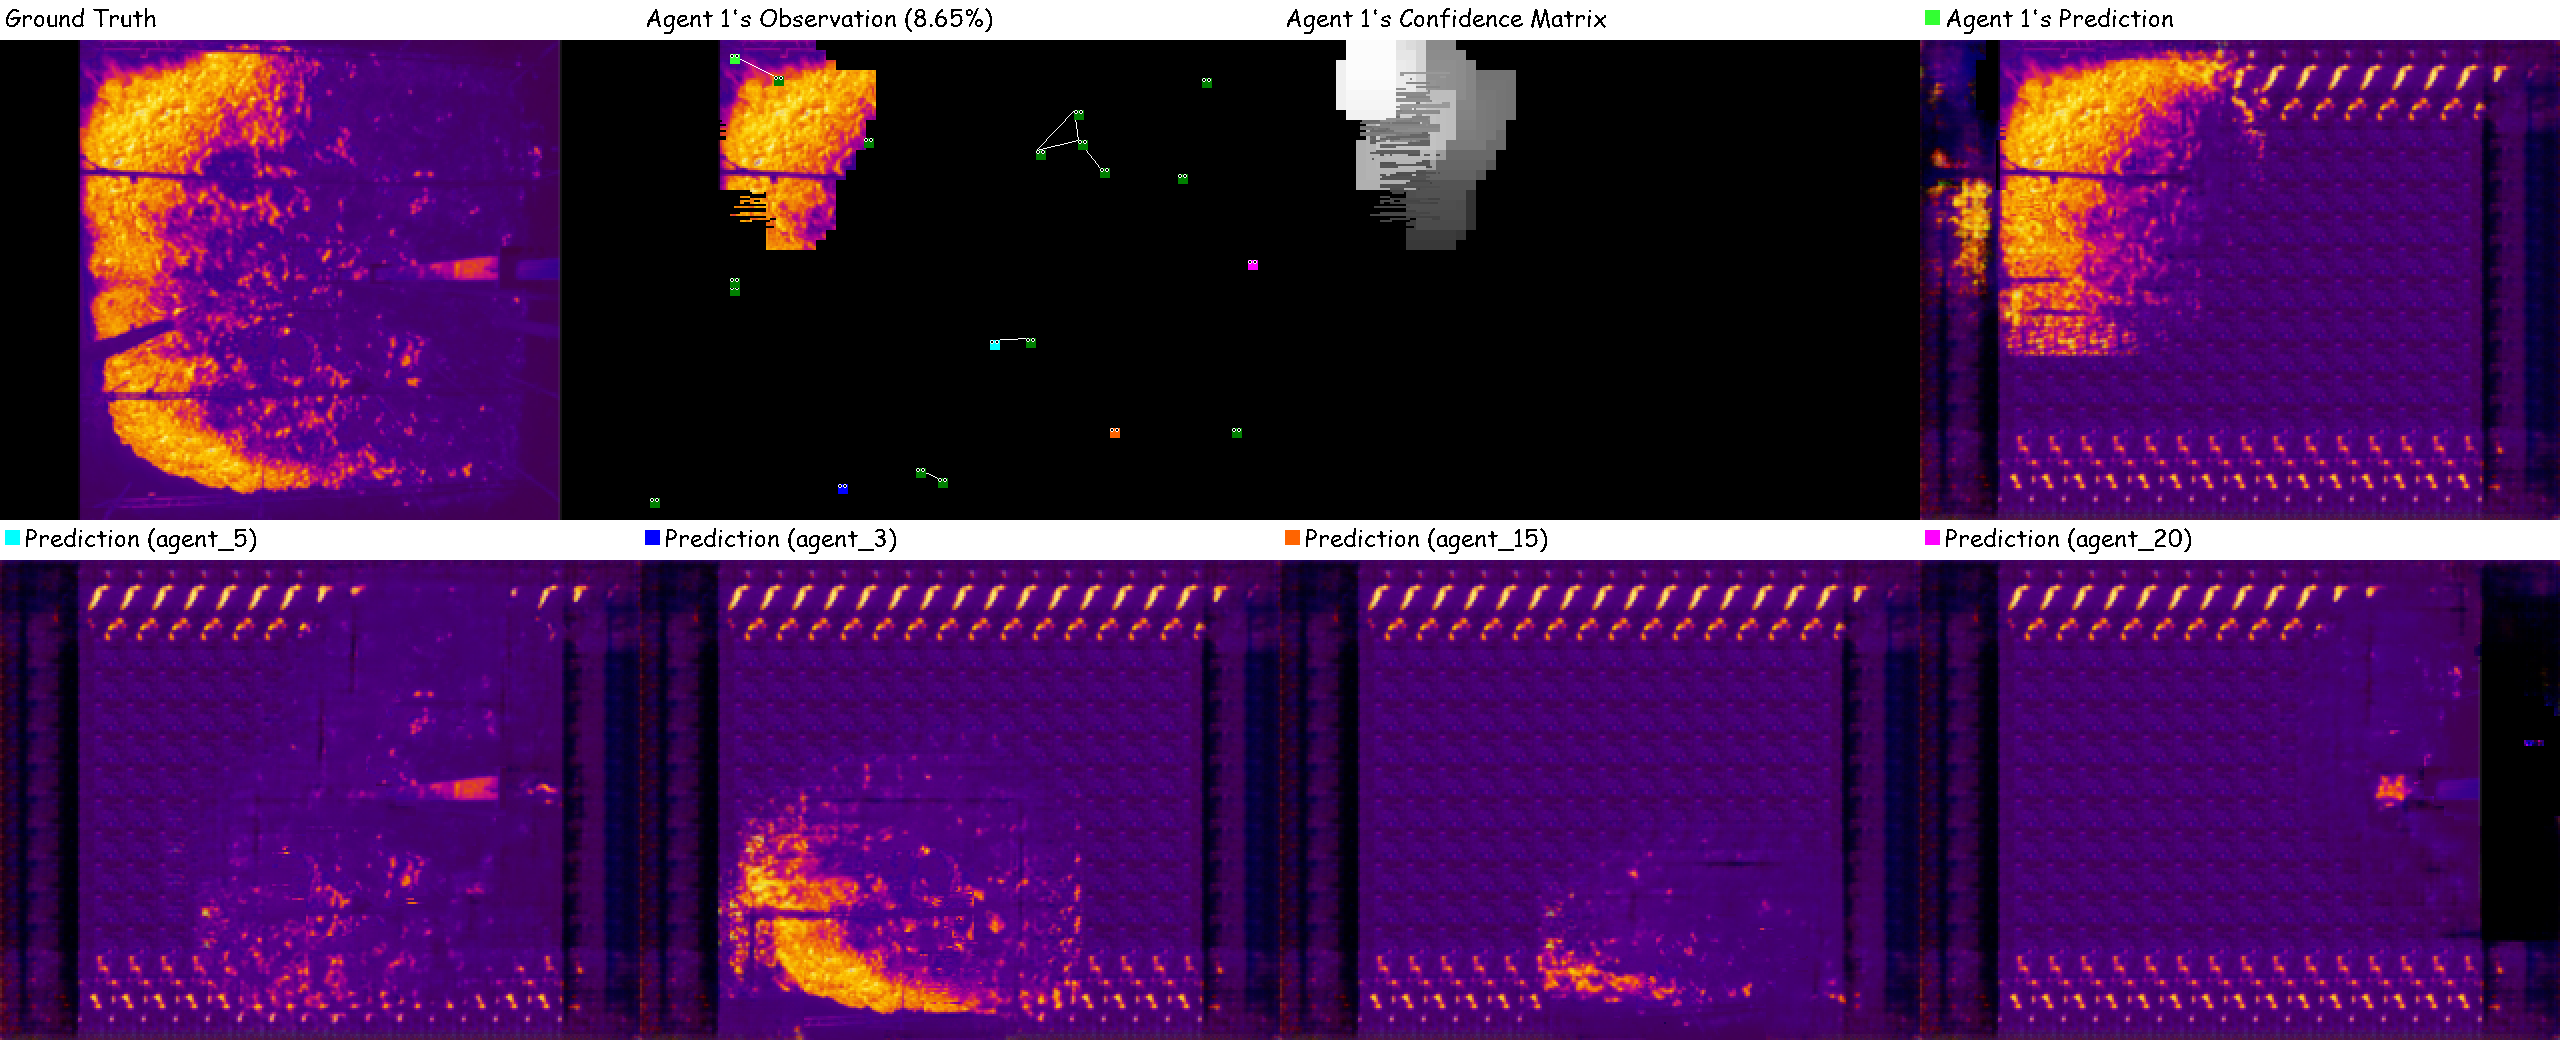 Ground Truth
Agent 1's Observation (8.65%)
Agent 1's Confidence Matrix
Agent 1's Prediction
Prediction (agent_5)
Prediction (agent_3)
Prediction (agent_15)
Prediction (agent_20)